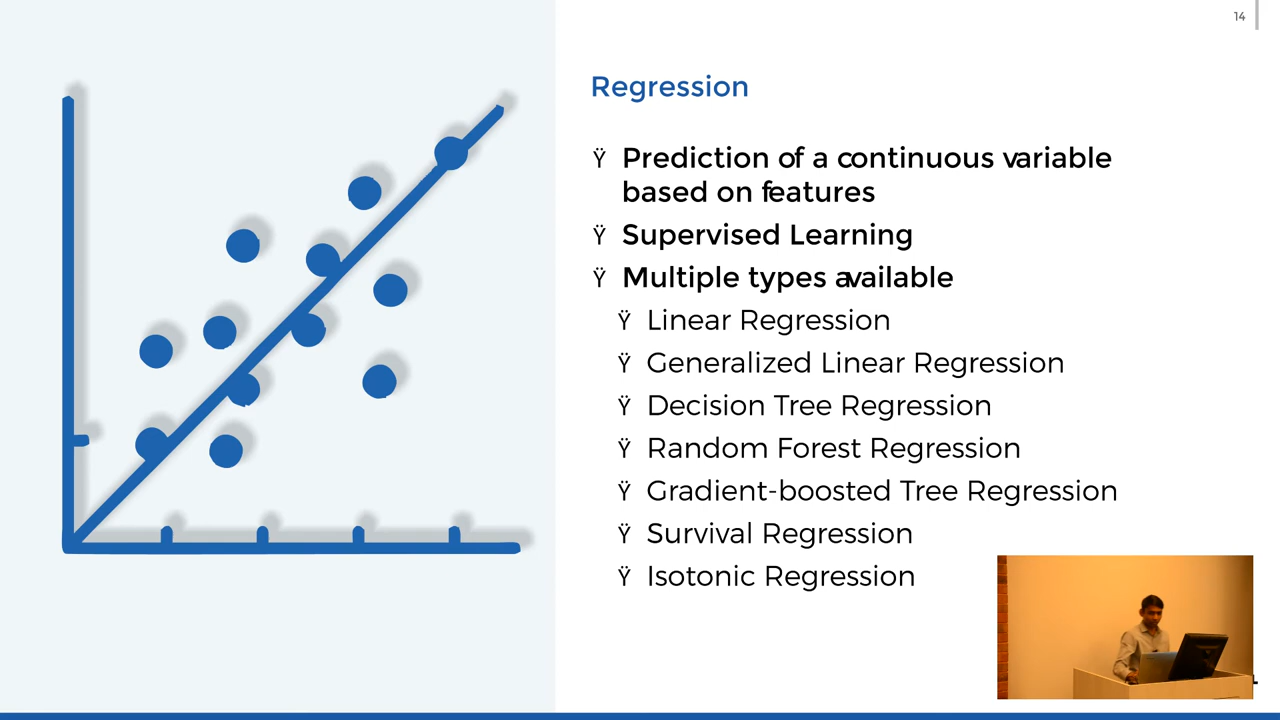 14
Regression
Ÿ Prediction of a continuous variable
based on features
Ÿ Supervised Learning
Ÿ Multiple types available
Ÿ Linear Regression
Ÿ Generalized Linear Regression
Ÿ Decision Tree Regression
Ÿ Random Forest Regression
Ÿ Gradient-boosted Tree Regression
Ÿ Survival Regression
Ÿ Isotonic Regression